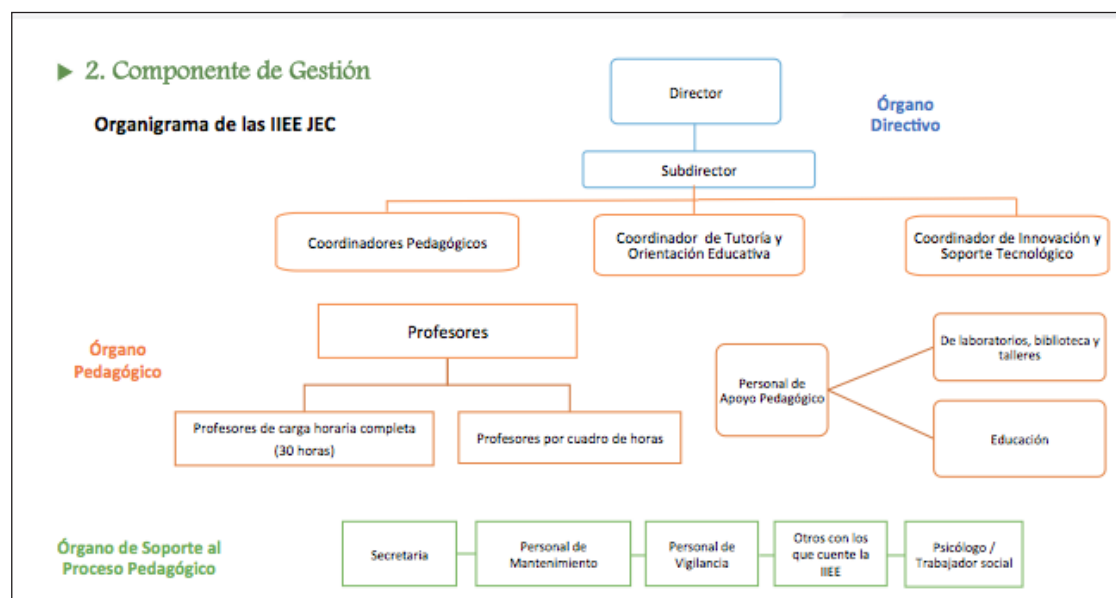 2. Componente de Gestión
Organigrama de las IIEE JEC
Director
Órgano
Directivo
Subdirector
Coordinadores Pedagógicos
Coordinador de Tutoría y
Orientación Educativa
Coordinador de Innovación y
Soporte Tecnológico
Órgano
Pedagógico
Profesores
Profesores de carga horaria completa
(30 horas)
Profesores por cuadro de horas
Personal de
Apoyo Pedagógico
De laboratorios, biblioteca y
talleres
Educación
Órgano de Soporte al
Proceso Pedagógico
Secretaria
Personal de
Mantenimiento
Personal de
Vigilancia
Otros con los
que cuente la
IIEE
Psicólogo /
Trabajador social